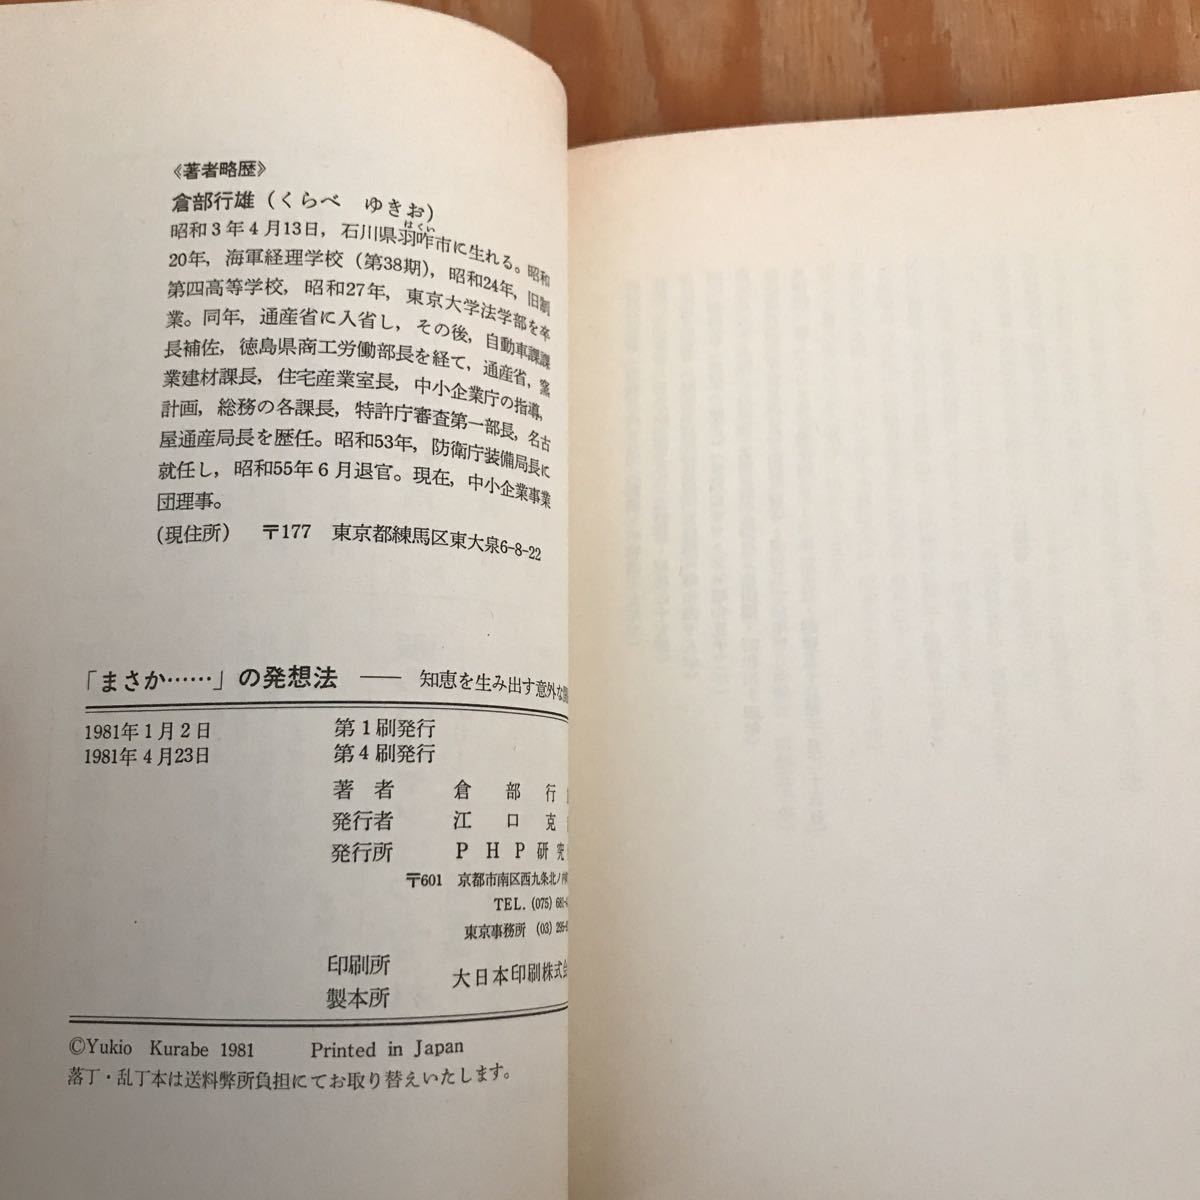 《著者略歴》
倉部行雄（くらべ　ゆきお）
昭和３年４月13日，石川県羽咋市に生れる。昭和
はくい
20年，海軍経理学校（第38期），昭和24年，旧制
第四高等学校，昭和27年，東京大学法学部を卒
業。同年，通産省に入省し，その後，自動車課課
長補佐，徳島県商工労働部長を経て，通産省，窯
業建材課長，住宅産業室長，中小企業庁の指導，
計画，総務の各課長，特許庁審査第一部長，名古
屋通産局長を歴任。昭和53年，防衛庁装備局長に
就任し，昭和55年６月退官。現在，中小企業事業
団理事。
（現住所）　〒177　東京都練馬区東大泉6-8-22
「まさか……」の発想法 ―― 知恵を生み出す意外な
1981年１月２日　第１刷発行
1981年４月23日　第４刷発行
著者　倉部行
発行者　江口克
発行所　ＰＨＰ研究
〒601　京都市南区西九条北ノ内
TEL. (075) 681-
東京事務所　(03) 295-
印刷所
製本所
大日本印刷株式会
©Yukio Kurabe 1981　Printed in Japan
落丁・乱丁本は送料弊所負担にてお取り替えいたします。